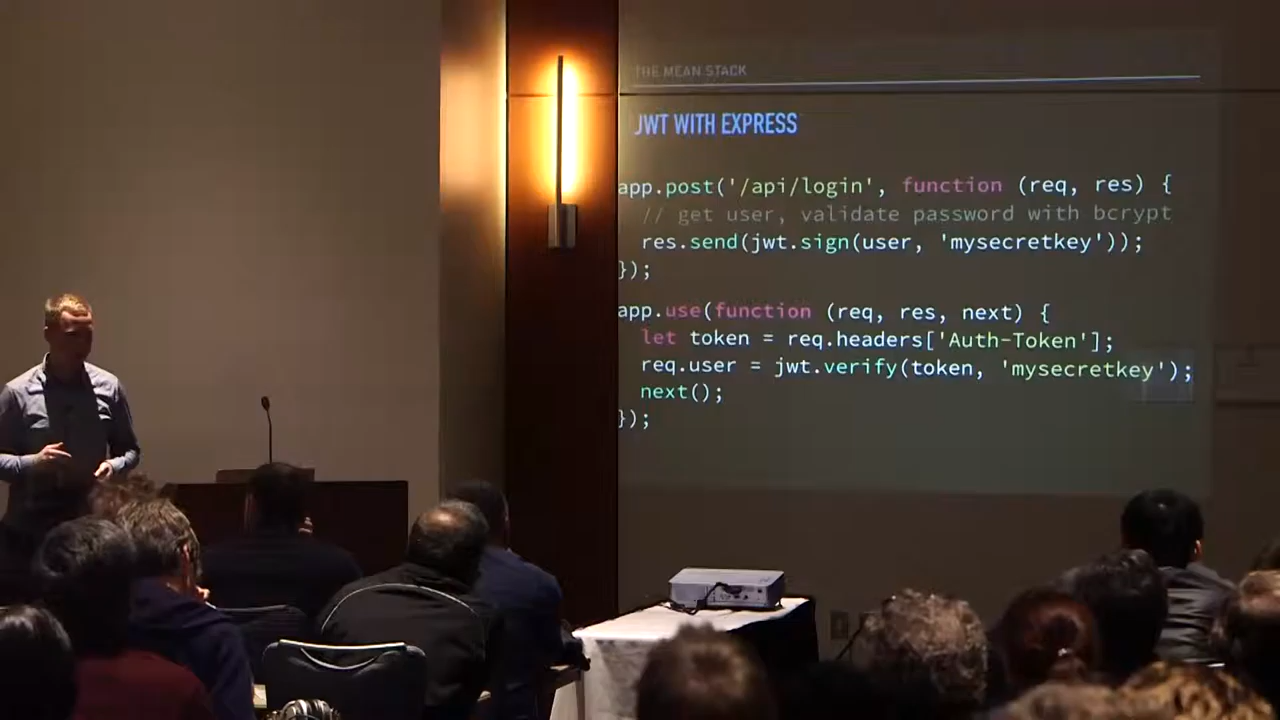 THE MEAN STACK
JWT WITH EXPRESS
app.post('/api/login', function (req, res) {
// get user, validate password with bcrypt
res.send(jwt.sign(user, 'mysecretkey'));
});
app.use(function (req, res, next) {
let token = req.headers['Auth-Token'];
req.user = jwt.verify(token, 'mysecretkey');
next();
});